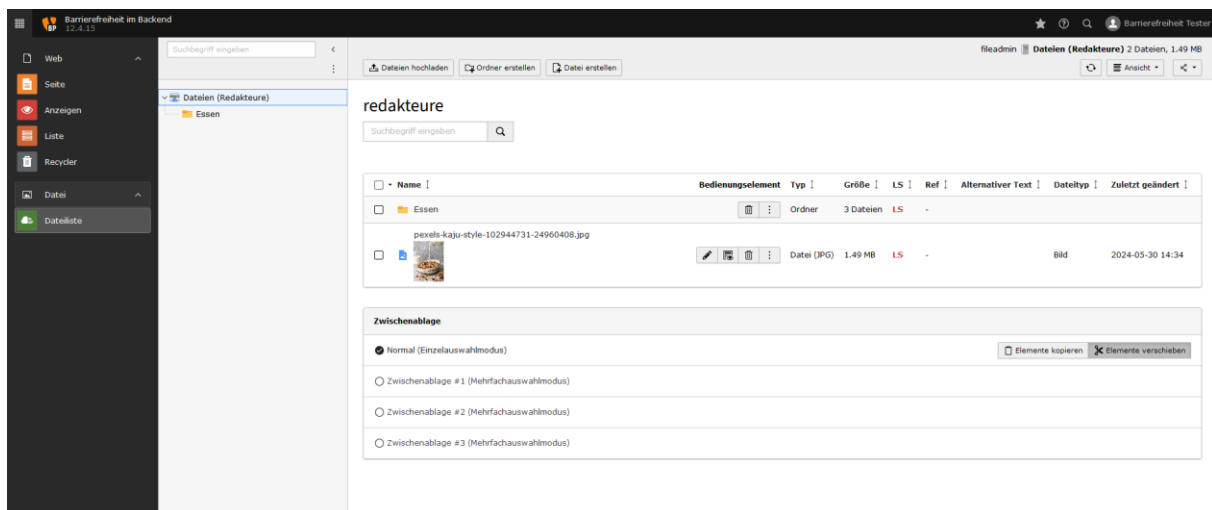 BP
Barrierefreiheit im Backend
12.4.15
Barrierefreiheit Tester
Web
Seite
Anzeigen
Liste
Recycler
Datei
Dateiliste
Suchbegriff eingeben
Dateien (Redakteure)
Essen
fileadmin Dateien (Redakteure) 2 Dateien, 1.49 MB
Dateien hochladen Ordner erstellen Datei erstellen Ansicht
redakteure
Suchbegriff eingeben
Name Bedienungselement Typ Größe LS Ref Alternativer Text Dateityp Zuletzt geändert
Essen Ordner 3 Dateien LS -
pexels-kaju-style-102944731-24960408.jpg
Datei (JPG) 1.49 MB LS - Bild 2024-05-30 14:34
Zwischenablage
Normal (Einzelauswahlmodus) Elemente kopieren Elemente verschieben
Zwischenablage #1 (Mehrfachauswahlmodus)
Zwischenablage #2 (Mehrfachauswahlmodus)
Zwischenablage #3 (Mehrfachauswahlmodus)